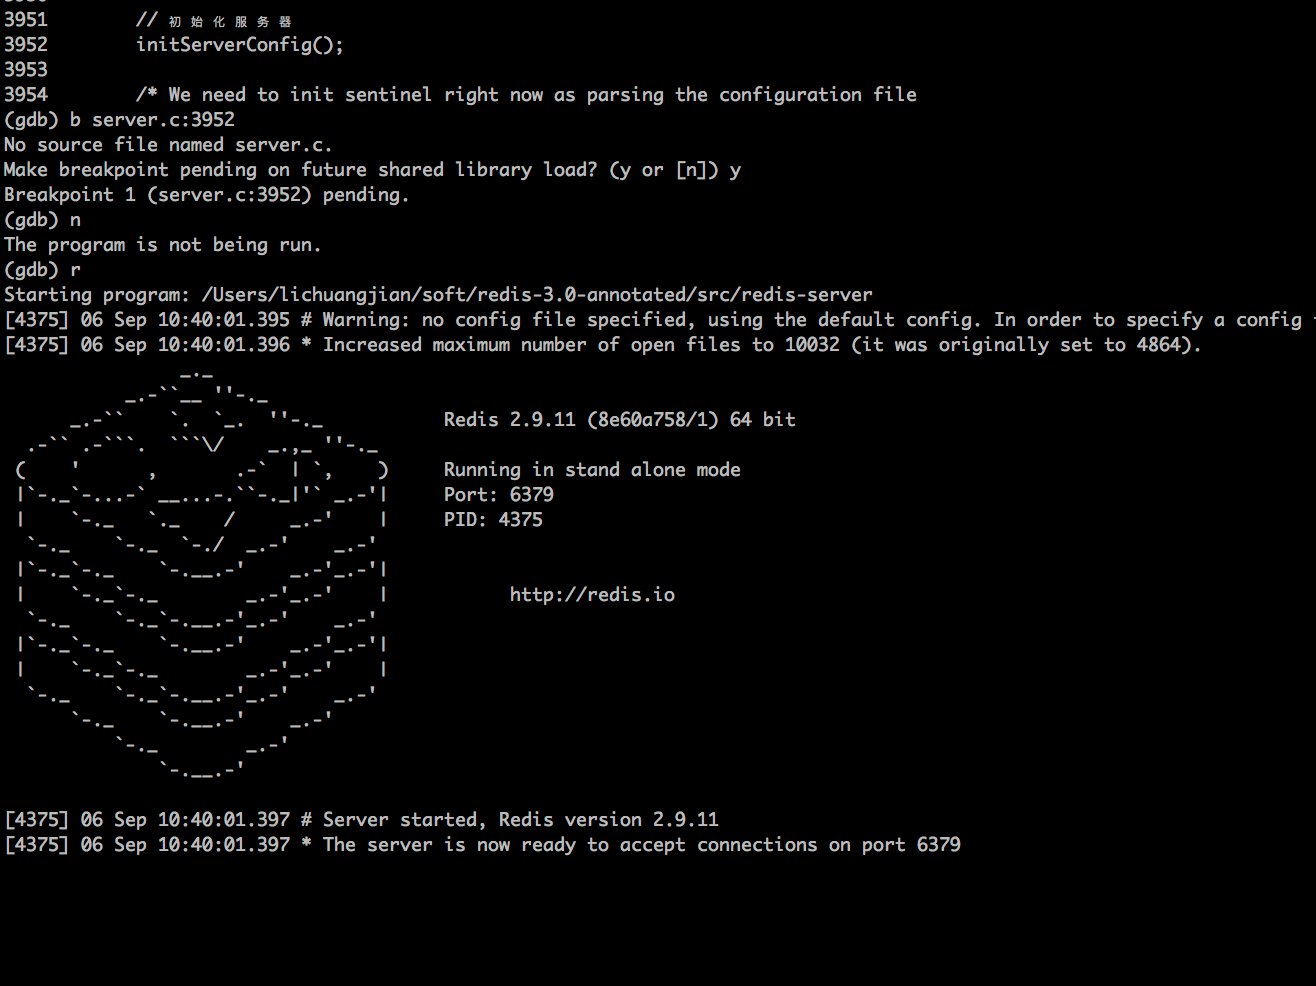 3951        // 初 始 化 服 务 器
3952        initServerConfig();
3953
3954        /* We need to init sentinel right now as parsing the configuration file
(gdb) b server.c:3952
No source file named server.c.
Make breakpoint pending on future shared library load? (y or [n]) y
Breakpoint 1 (server.c:3952) pending.
(gdb) n
The program is not being run.
(gdb) r
Starting program: /Users/lichuangjian/soft/redis-3.0-annotated/src/redis-server
[4375] 06 Sep 10:40:01.395 # Warning: no config file specified, using the default config. In order to specify a config
[4375] 06 Sep 10:40:01.396 * Increased maximum number of open files to 10032 (it was originally set to 4864).
Redis 2.9.11 (8e60a758/1) 64 bit
Running in stand alone mode
Port: 6379
PID: 4375
http://redis.io
[4375] 06 Sep 10:40:01.397 # Server started, Redis version 2.9.11
[4375] 06 Sep 10:40:01.397 * The server is now ready to accept connections on port 6379